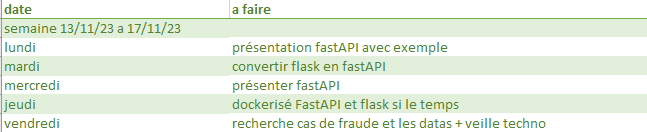 date a faire
semaine 13/11/23 a 17/11/23
lundi présentation fastAPI avec exemple
mardi convertir flask en fastAPI
mercredi présenter fastAPI
jeudi dockerisé FastAPI et flask si le temps
vendredi recherche cas de fraude et les datas + veille techno